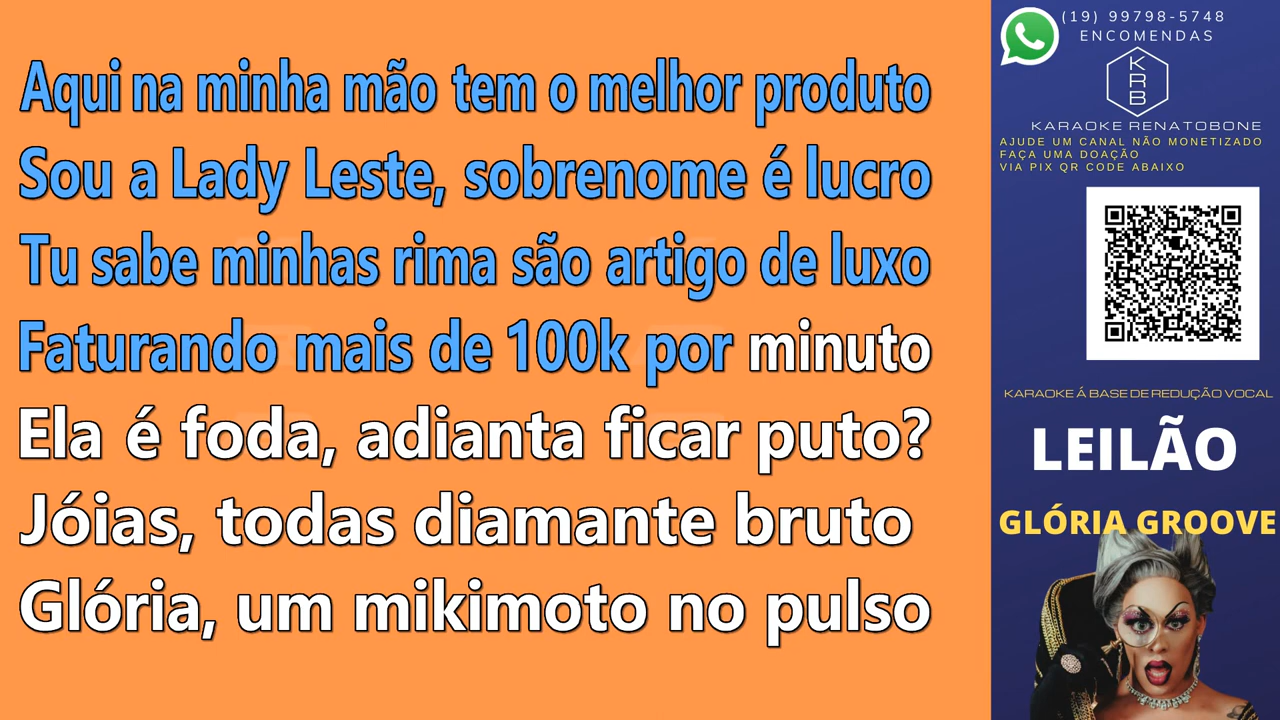 Aqui na minha mão tem o melhor produto
Sou a Lady Leste, sobrenome é lucro
Tu sabe minhas rima são artigo de luxo
Faturando mais de 100k por minuto
Ela é foda, adianta ficar puto?
Jóias, todas diamante bruto
Glória, um mikimoto no pulso
(19) 99798-5748
ENCOMENDAS
K
R
B
KARAOKE RENATOBONE
AJUDE UM CANAL NÃO MONETIZADO
FAÇA UMA DOAÇÃO
VIA PIX QR CODE ABAIXO
KARAOKE Á BASE DE REDUÇÃO VOCAL
LEILÃO
GLÓRIA GROOVE